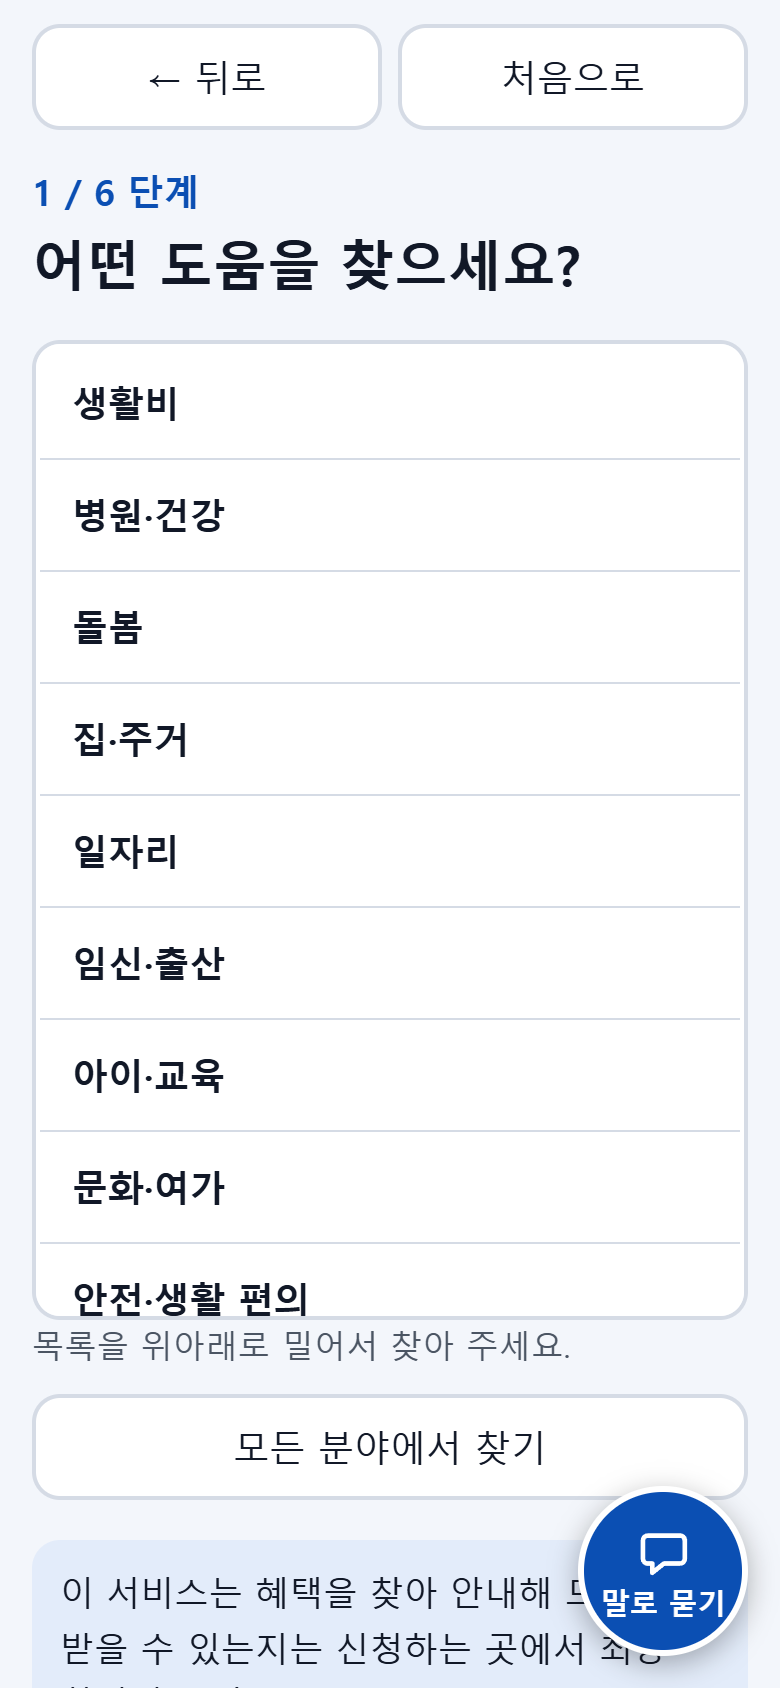 ← 뒤로
처음으로
1 / 6 단계
어떤 도움을 찾으세요?
생활비
병원·건강
돌봄
집·주거
일자리
임신·출산
아이·교육
문화·여가
안전·생활 편의
목록을 위아래로 밀어서 찾아 주세요.
모든 분야에서 찾기
말로 묻기
이 서비스는 혜택을 찾아 안내해
받을 수 있는지는 신청하는 곳에서